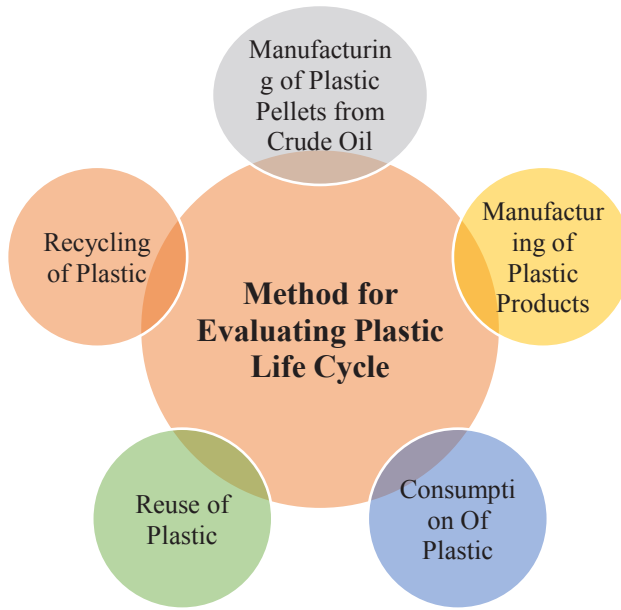 Manufacturin
g of Plastic
Pellets from
Crude Oil
Manufactur
ing of
Plastic
Products
Recycling
of Plastic
Method for
Evaluating Plastic
Life Cycle
Consumpti
on Of
Plastic
Reuse of
Plastic